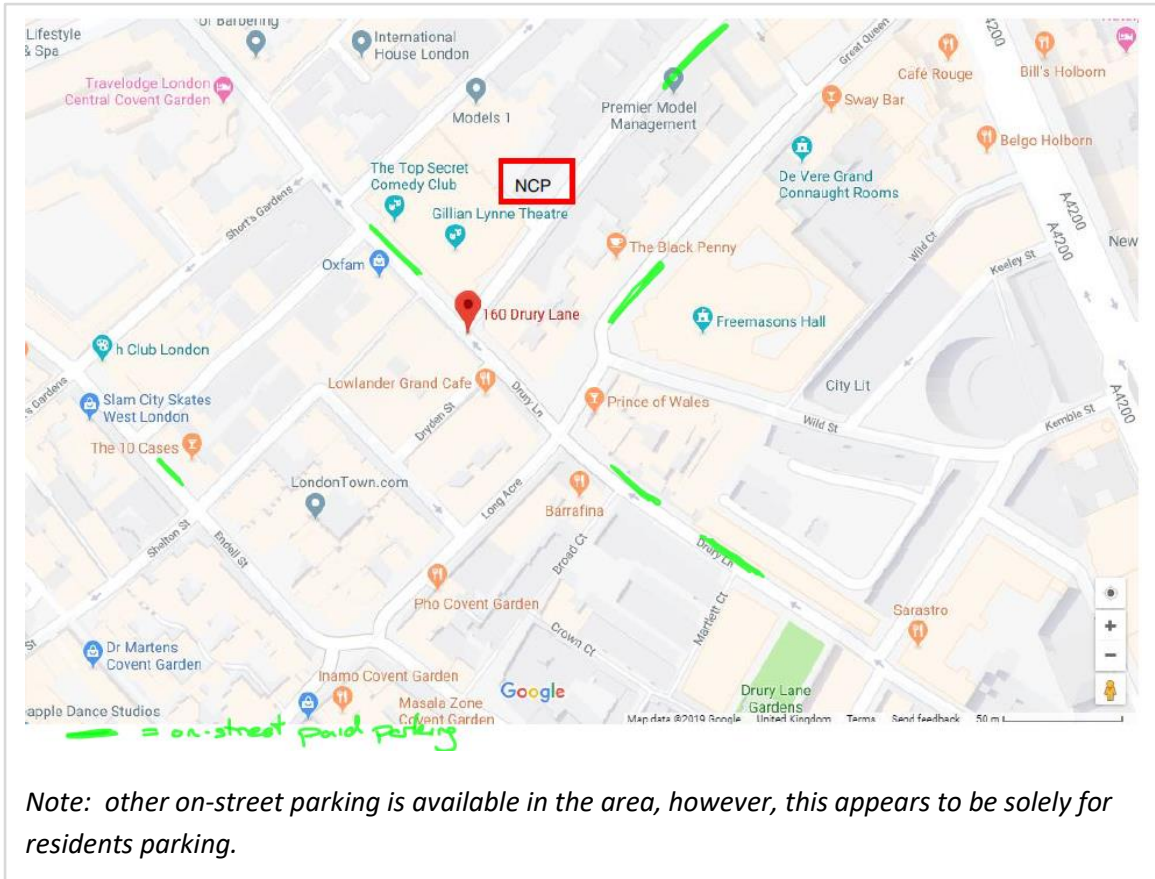 Lifestyle
& Spa
of Barbering
International
House London
Great Queen
A4200
Café Rouge
Bill's Holborn
Travelodge London
Central Covent Garden
Models 1
Premier Model
Management
Sway Bar
Belgo Holborn
The Top Secret
Comedy Club
NCP
De Vere Grand
Connaught Rooms
Gillian Lynne Theatre
Short's Gardens
A4200
A4200
New
Oxfam
The Black Penny
Wild Ct
Keeley St
160 Drury Lane
Freemasons Hall
h Club London
Lowlander Grand Cafe
Drury Ln
City Lit
A4200
s Gardens
Slam City Skates
West London
Dryden St
Prince of Wales
Wild St
Kemble St
The 10 Cases
LondonTown.com
Long Acre
Barrafina
Shelton St
Endell St
Broad Ct
Drury Ln
Pho Covent Garden
Martlett Ct
Sarastro
Crown Ct
Dr Martens
Covent Garden
St
Inamo Covent Garden
Google
Drury Lane
Gardens
apple Dance Studios
Masala Zone
Covent Garden
Map data ©2019 Google United Kingdom Terms Send feedback 50 m
= on-street paid parking
Note: other on-street parking is available in the area, however, this appears to be solely for
residents parking.